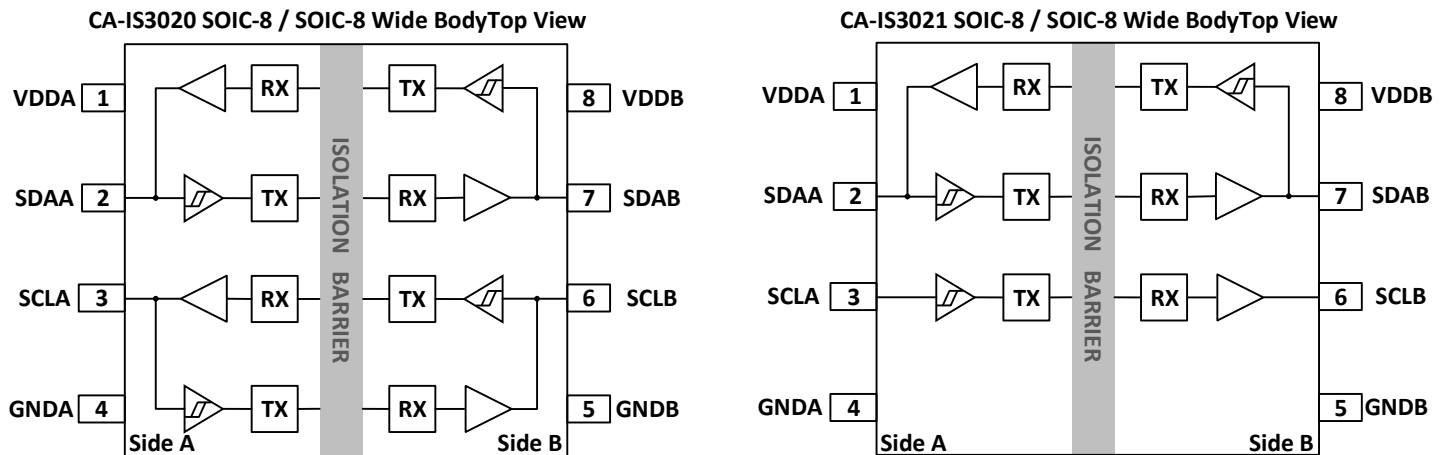 CA-IS3020 SOIC-8 / SOIC-8 Wide BodyTop View
VDDA 1
RX
TX
8 VDDB
SDAA 2
TX
RX
7 SDAB
SCLA 3
RX
TX
6 SCLB
GNDA 4
TX
RX
5 GNDB
ISOLATION BARRIER
Side A
Side B
CA-IS3021 SOIC-8 / SOIC-8 Wide BodyTop View
VDDA 1
RX
TX
8 VDDB
SDAA 2
TX
RX
7 SDAB
SCLA 3
TX
RX
6 SCLB
GNDA 4
5 GNDB
ISOLATION BARRIER
Side A
Side B